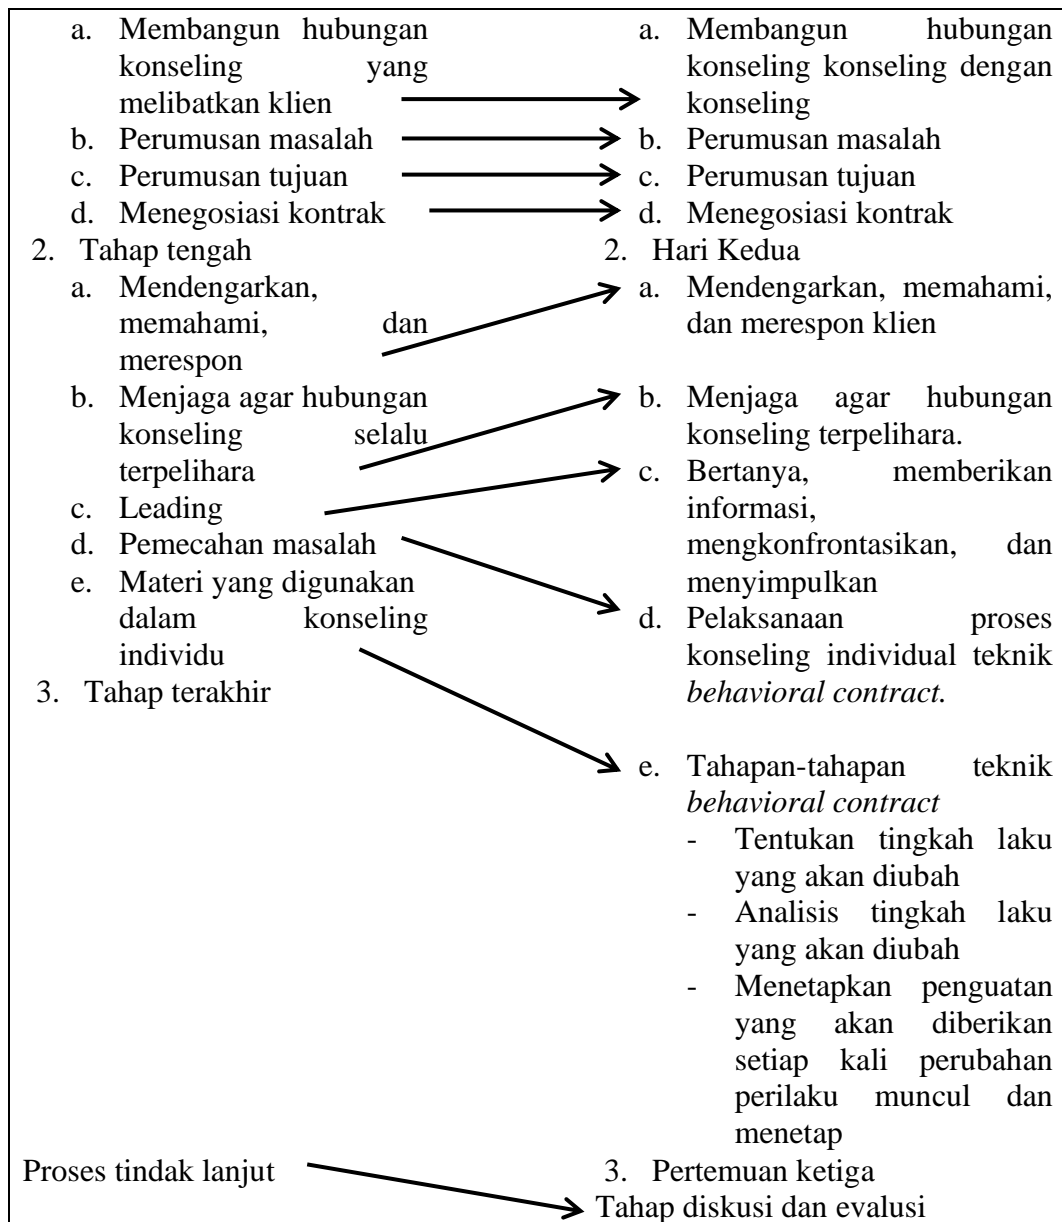 a. Membangun hubungan
konseling yang
melibatkan klien
b. Perumusan masalah
c. Perumusan tujuan
d. Menegosiasi kontrak
2. Tahap tengah
a. Mendengarkan,
memahami, dan
merespon
b. Menjaga agar hubungan
konseling selalu
terpelihara
c. Leading
d. Pemecahan masalah
e. Materi yang digunakan
dalam konseling
individu
3. Tahap terakhir
Proses tindak lanjut
a. Membangun hubungan
konseling konseling dengan
konseling
b. Perumusan masalah
c. Perumusan tujuan
d. Menegosiasi kontrak
2. Hari Kedua
a. Mendengarkan, memahami,
dan merespon klien
b. Menjaga agar hubungan
konseling terpelihara.
c. Bertanya, memberikan
informasi,
mengkonfrontasikan, dan
menyimpulkan
d. Pelaksanaan proses
konseling individual teknik
behavioral contract.
e. Tahapan-tahapan teknik
behavioral contract
- Tentukan tingkah laku
yang akan diubah
- Analisis tingkah laku
yang akan diubah
- Menetapkan penguatan
yang akan diberikan
setiap kali perubahan
perilaku muncul dan
menetap
3. Pertemuan ketiga
Tahap diskusi dan evalusi